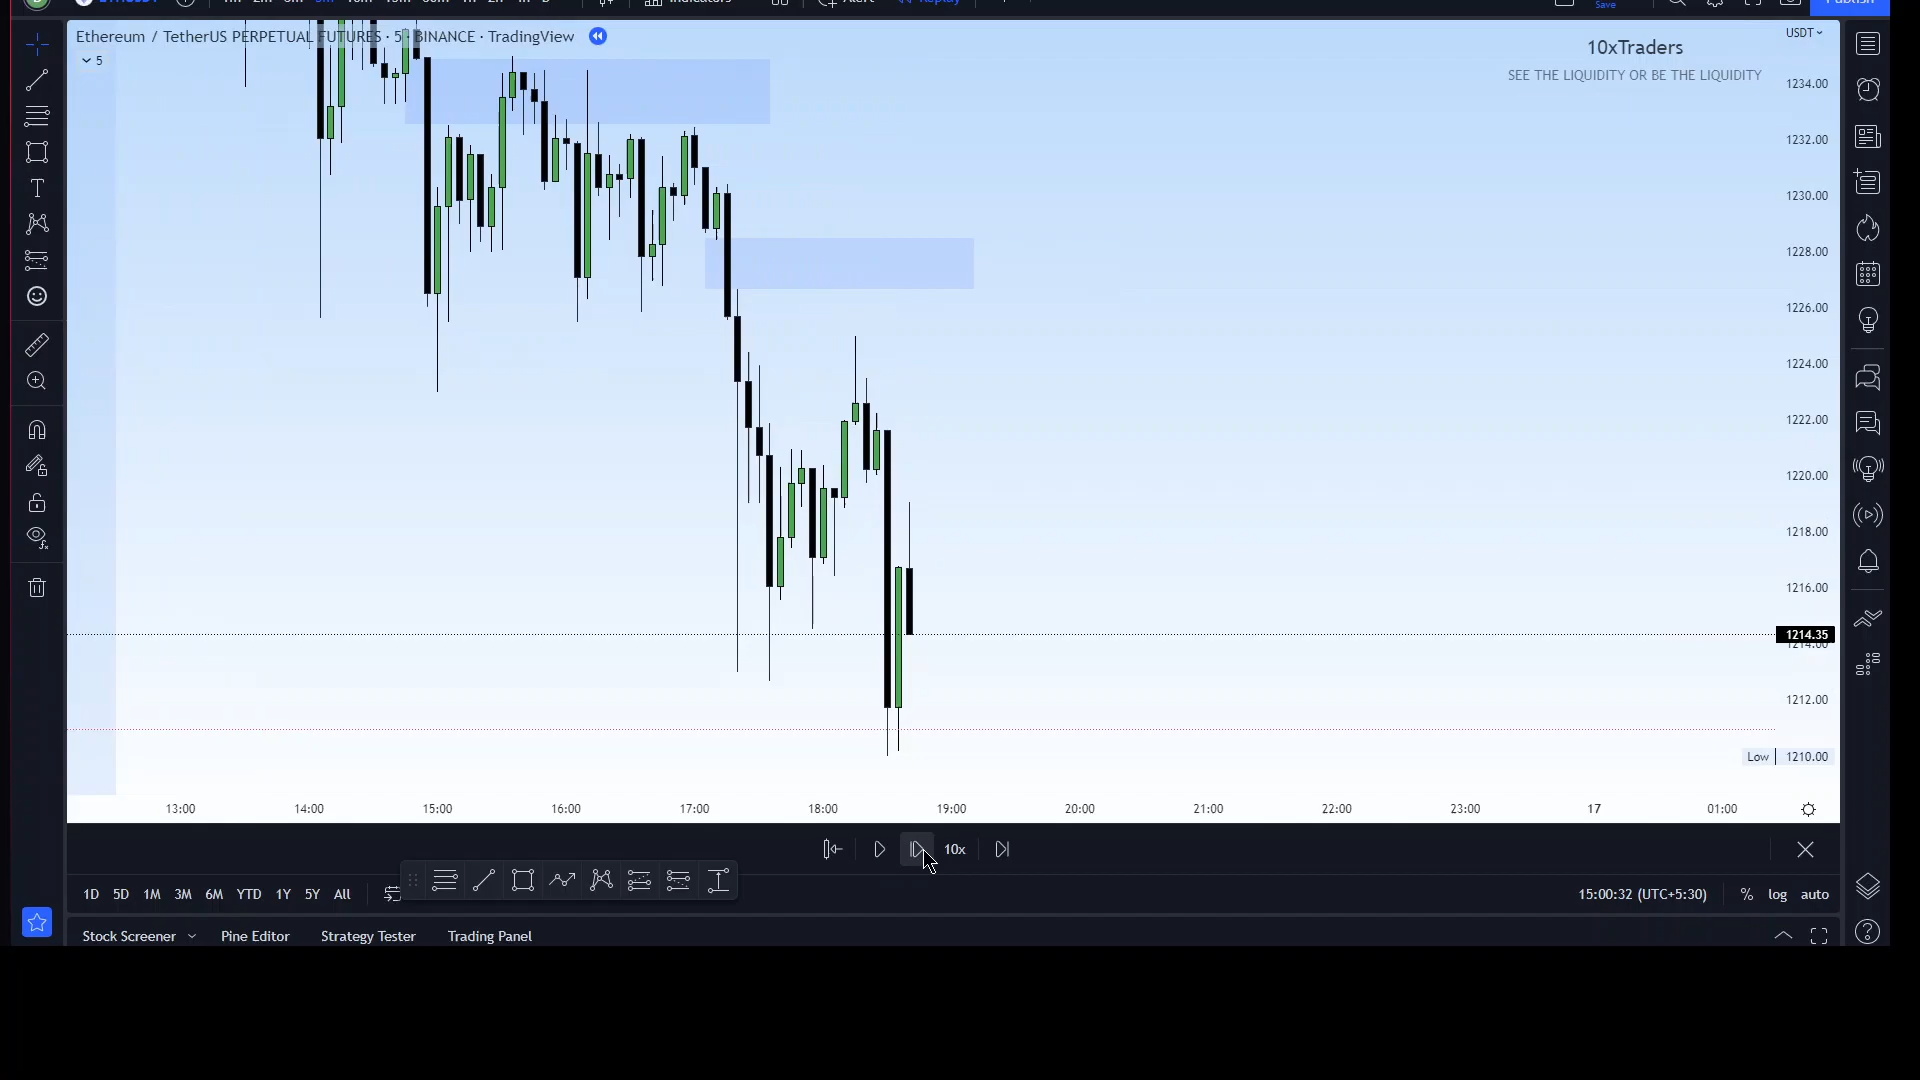 Ethereum / TetherUS PERPETUAL FUTURES · 5 · BINANCE · TradingView
5
10xTraders
SEE THE LIQUIDITY OR BE THE LIQUIDITY
USDT
1234.00
1232.00
1230.00
1228.00
1226.00
1224.00
1222.00
1220.00
1218.00
1216.00
1214.35
1214.00
1212.00
Low 1210.00
13:00 14:00 15:00 16:00 17:00 18:00 19:00 20:00 21:00 22:00 23:00 17 01:00
10x
1D 5D 1M 3M 6M YTD 1Y 5Y All
15:00:32 (UTC+5:30) % log auto
Stock Screener Pine Editor Strategy Tester Trading Panel
Save